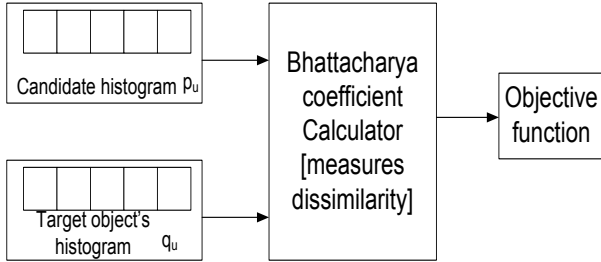 Candidate histogram pu
Target object's
histogram qu
Bhattacharya
coefficient
Calculator
[measures
dissimilarity]
Objective
function